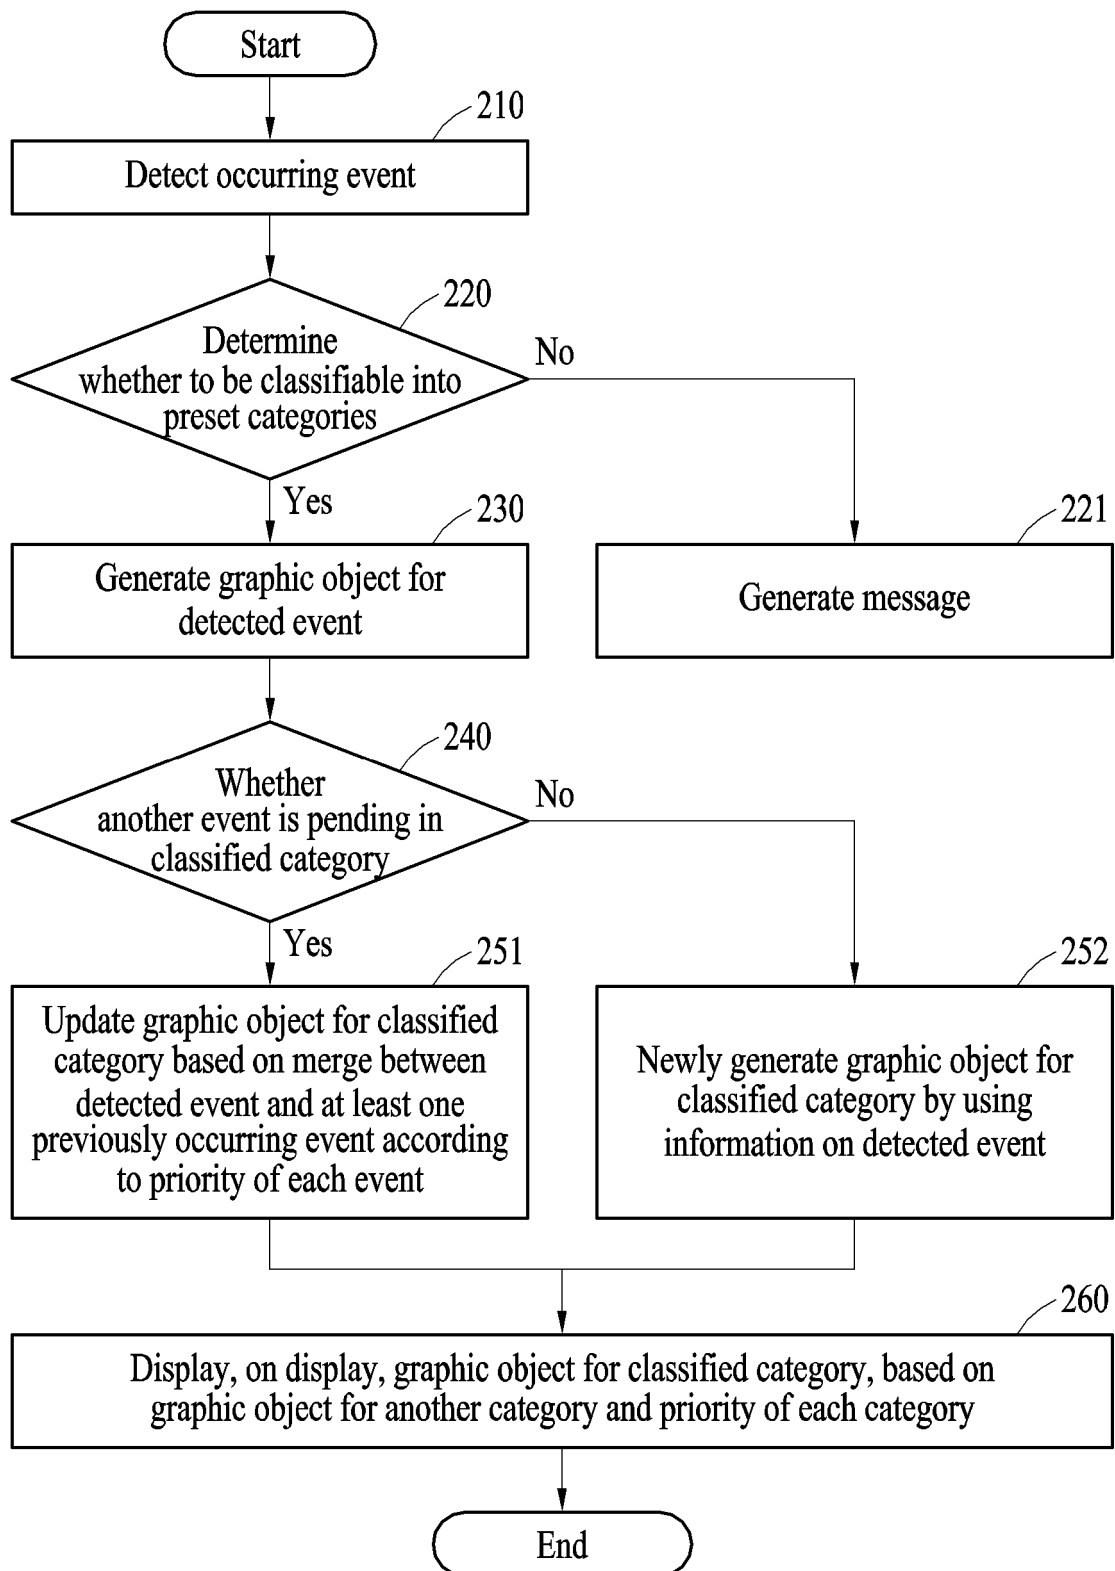 Start
210
Detect occurring event
220
Determine
whether to be classifiable into
preset categories
No
Yes
230
Generate graphic object for
detected event
221
Generate message
240
Whether
another event is pending in
classified category
No
Yes
251
Update graphic object for classified
category based on merge between
detected event and at least one
previously occurring event according
to priority of each event
252
Newly generate graphic object for
classified category by using
information on detected event
260
Display, on display, graphic object for classified category, based on
graphic object for another category and priority of each category
End